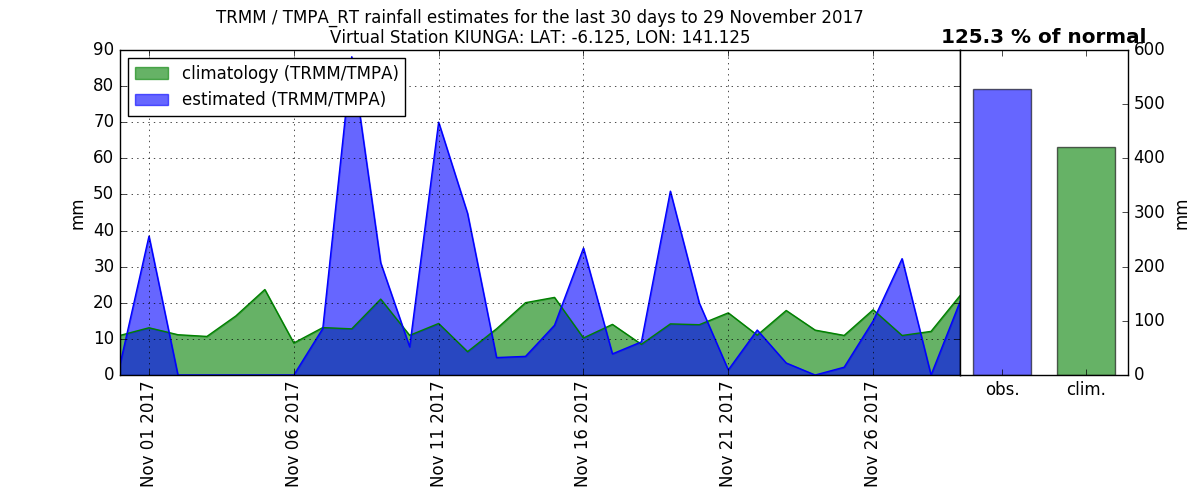 TRMM / TMPA_RT rainfall estimates for the last 30 days to 29 November 2017
Virtual Station KIUNGA: LAT: -6.125, LON: 141.125
125.3 % of normal
climatology (TRMM/TMPA)
estimated (TRMM/TMPA)
90
80
70
60
50
40
30
20
10
0
mm
Nov 01 2017
Nov 06 2017
Nov 11 2017
Nov 16 2017
Nov 21 2017
Nov 26 2017
600
500
400
300
200
100
0
mm
obs.
clim.